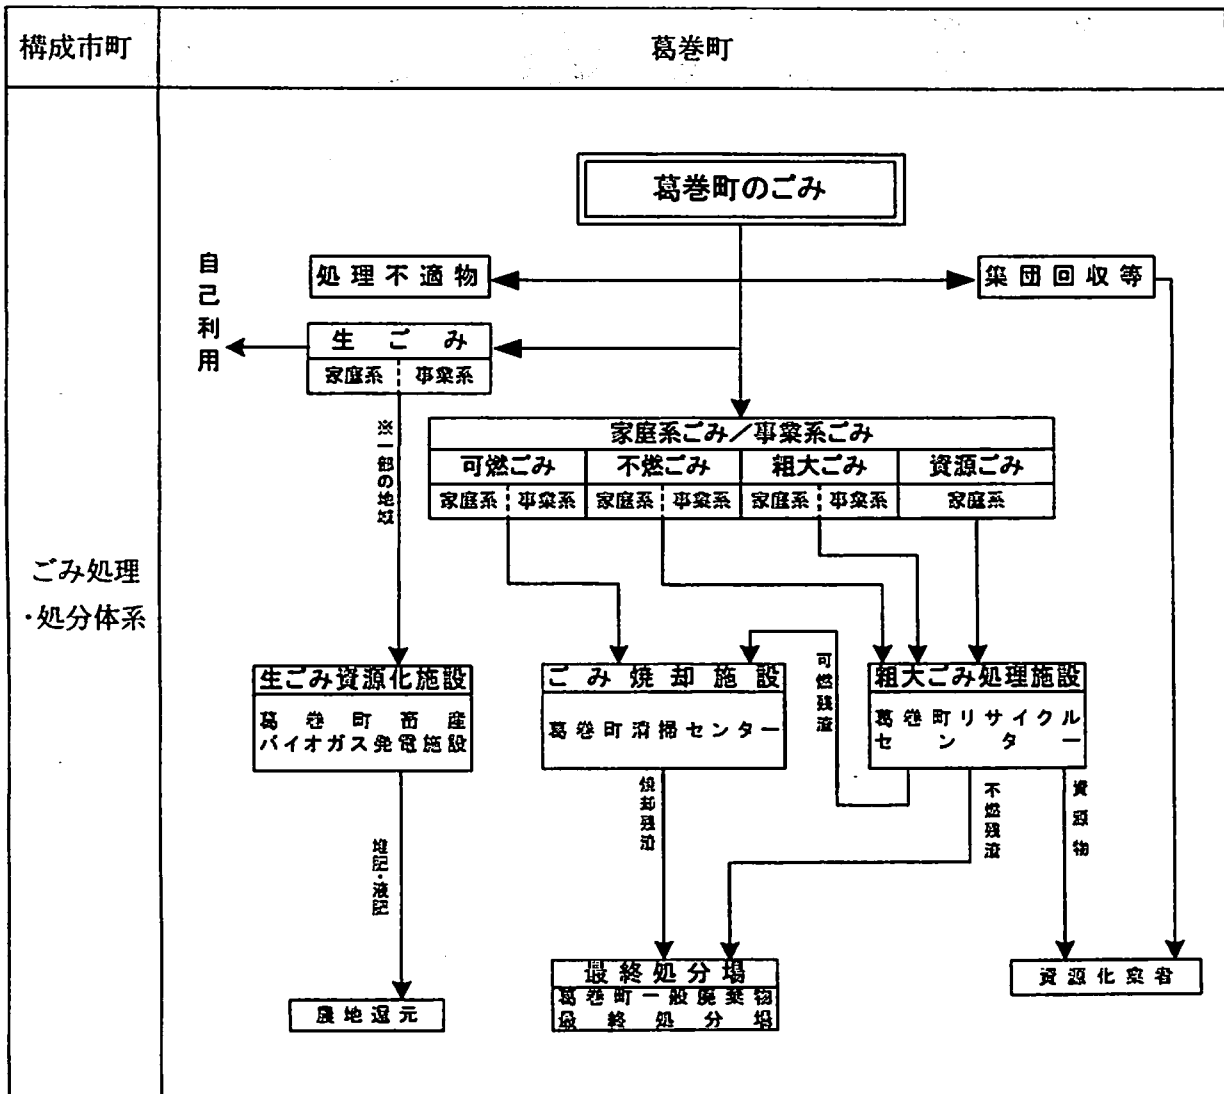 構成市町
葛巻町
ごみ処理
・処分体系
葛巻町のごみ
処理不適物
集団回収等
自己利用
生ごみ
家庭系 事業系
※一部の地域
家庭系ごみ/事業系ごみ
可燃ごみ 不燃ごみ 粗大ごみ 資源ごみ
家庭系 事業系 家庭系 事業系 家庭系 事業系 家庭系
生ごみ資源化施設
葛巻町畜産
バイオガス発電施設
ごみ焼却施設
葛巻町清掃センター
可燃残渣
粗大ごみ処理施設
葛巻町リサイクル
センター
堆肥・液肥
焼却残渣
不燃残渣
資源物
農地還元
最終処分場
葛巻町一般廃棄物
最終処分場
資源化業者